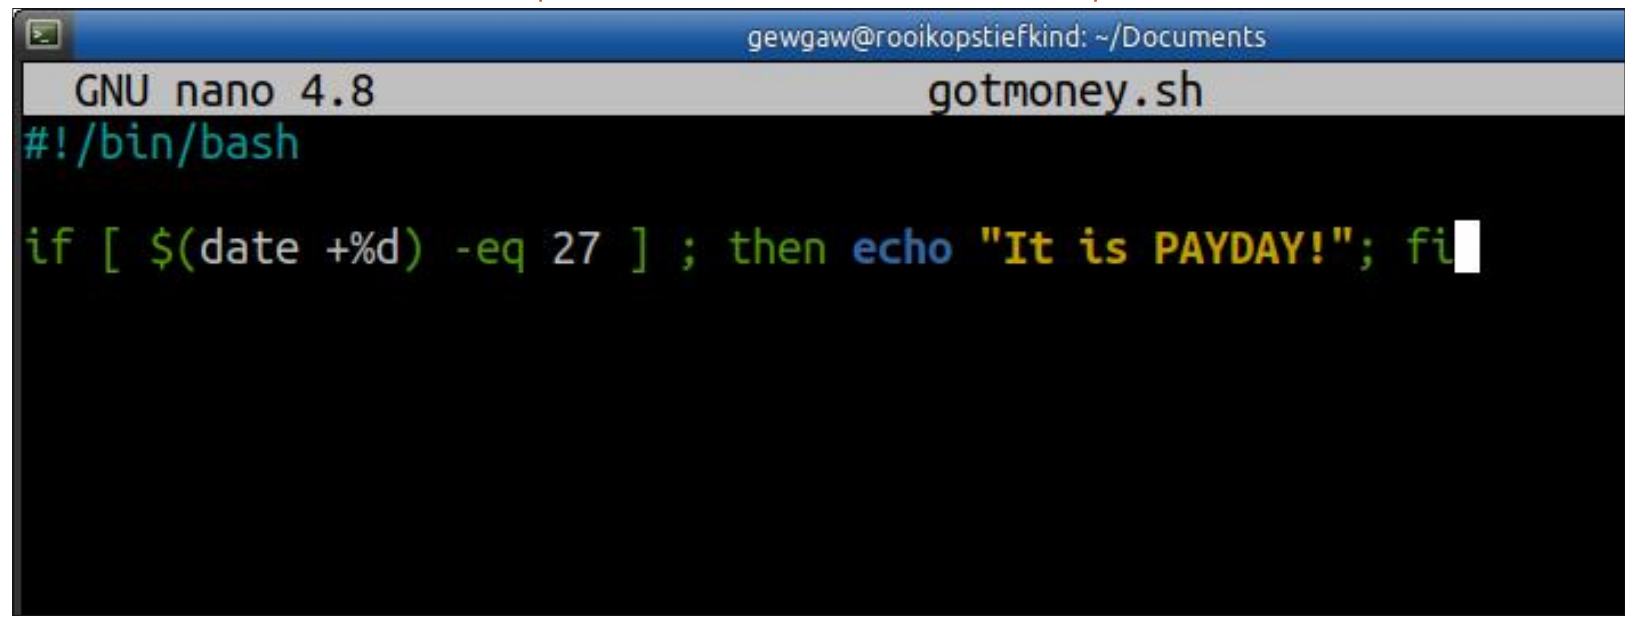 gewgaw@rooikopstiefkind: ~/Documents
GNU nano 4.8 gotmoney.sh
#!/bin/bash
if [ $(date +%d) -eq 27 ] ; then echo "It is PAYDAY!"; fi